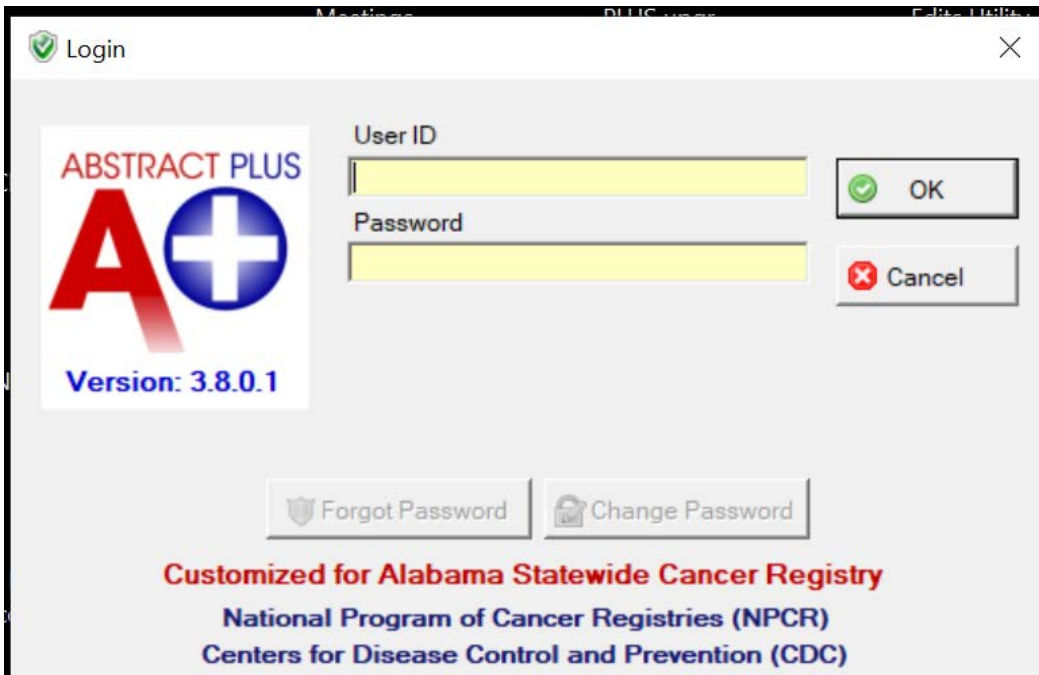 Login
User ID
ABSTRACT PLUS
A
OK
Password
Cancel
Version: 3.8.0.1
Forgot Password
Change Password
Customized for Alabama Statewide Cancer Registry
National Program of Cancer Registries (NPCR)
Centers for Disease Control and Prevention (CDC)